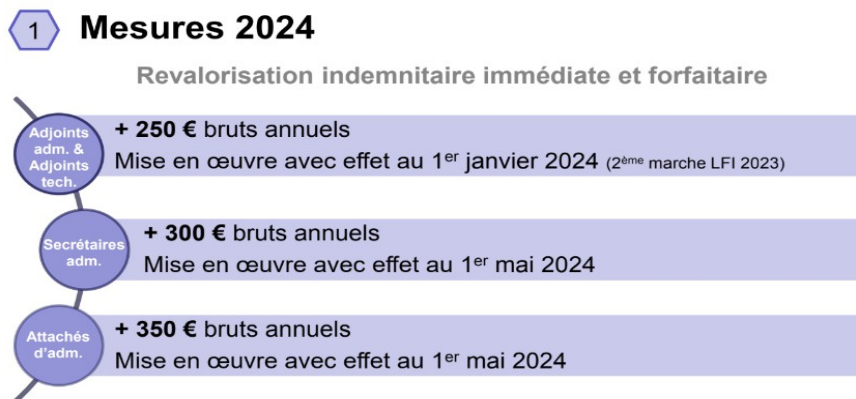 1 Mesures 2024
Revalorisation indemnitaire immédiate et forfaitaire
Adjoints
adm. &
Adjoints
tech.
+ 250 € bruts annuels
Mise en œuvre avec effet au 1er janvier 2024 (2ème marche LFI 2023)
Secrétaires
adm.
+ 300 € bruts annuels
Mise en œuvre avec effet au 1er mai 2024
Attachés
d'adm.
+ 350 € bruts annuels
Mise en œuvre avec effet au 1er mai 2024